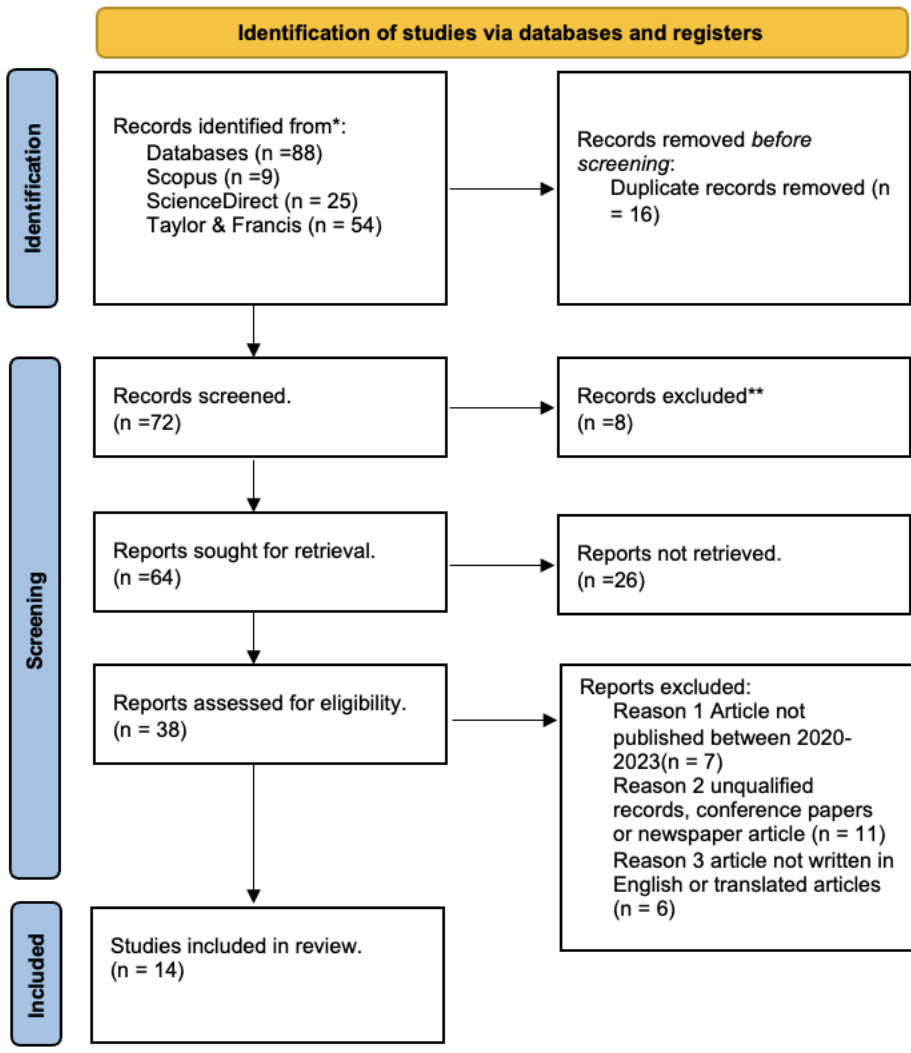 Identification of studies via databases and registers
Identification
Records identified from*:
Databases (n =88)
Scopus (n =9)
ScienceDirect (n = 25)
Taylor & Francis (n = 54)
Records removed before
screening:
Duplicate records removed (n
= 16)
Screening
Records screened.
(n =72)
Records excluded**
(n =8)
Reports sought for retrieval.
(n =64)
Reports not retrieved.
(n =26)
Reports assessed for eligibility.
(n = 38)
Reports excluded:
Reason 1 Article not
published between 2020-
2023(n = 7)
Reason 2 unqualified
records, conference papers
or newspaper article (n = 11)
Reason 3 article not written in
English or translated articles
(n = 6)
Included
Studies included in review.
(n = 14)